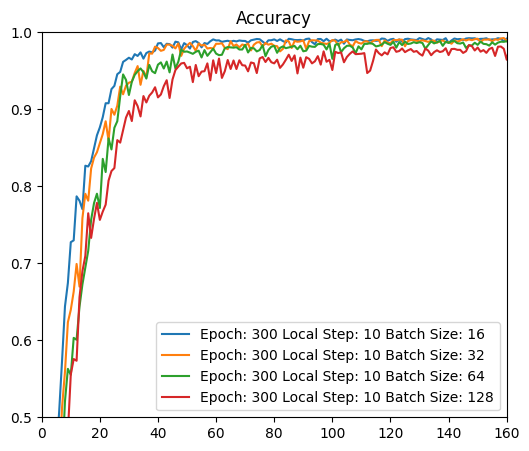 Accuracy
1.0
0.9
0.8
0.7
0.6
0.5
0 20 40 60 80 100 120 140 160
Epoch: 300 Local Step: 10 Batch Size: 16
Epoch: 300 Local Step: 10 Batch Size: 32
Epoch: 300 Local Step: 10 Batch Size: 64
Epoch: 300 Local Step: 10 Batch Size: 128